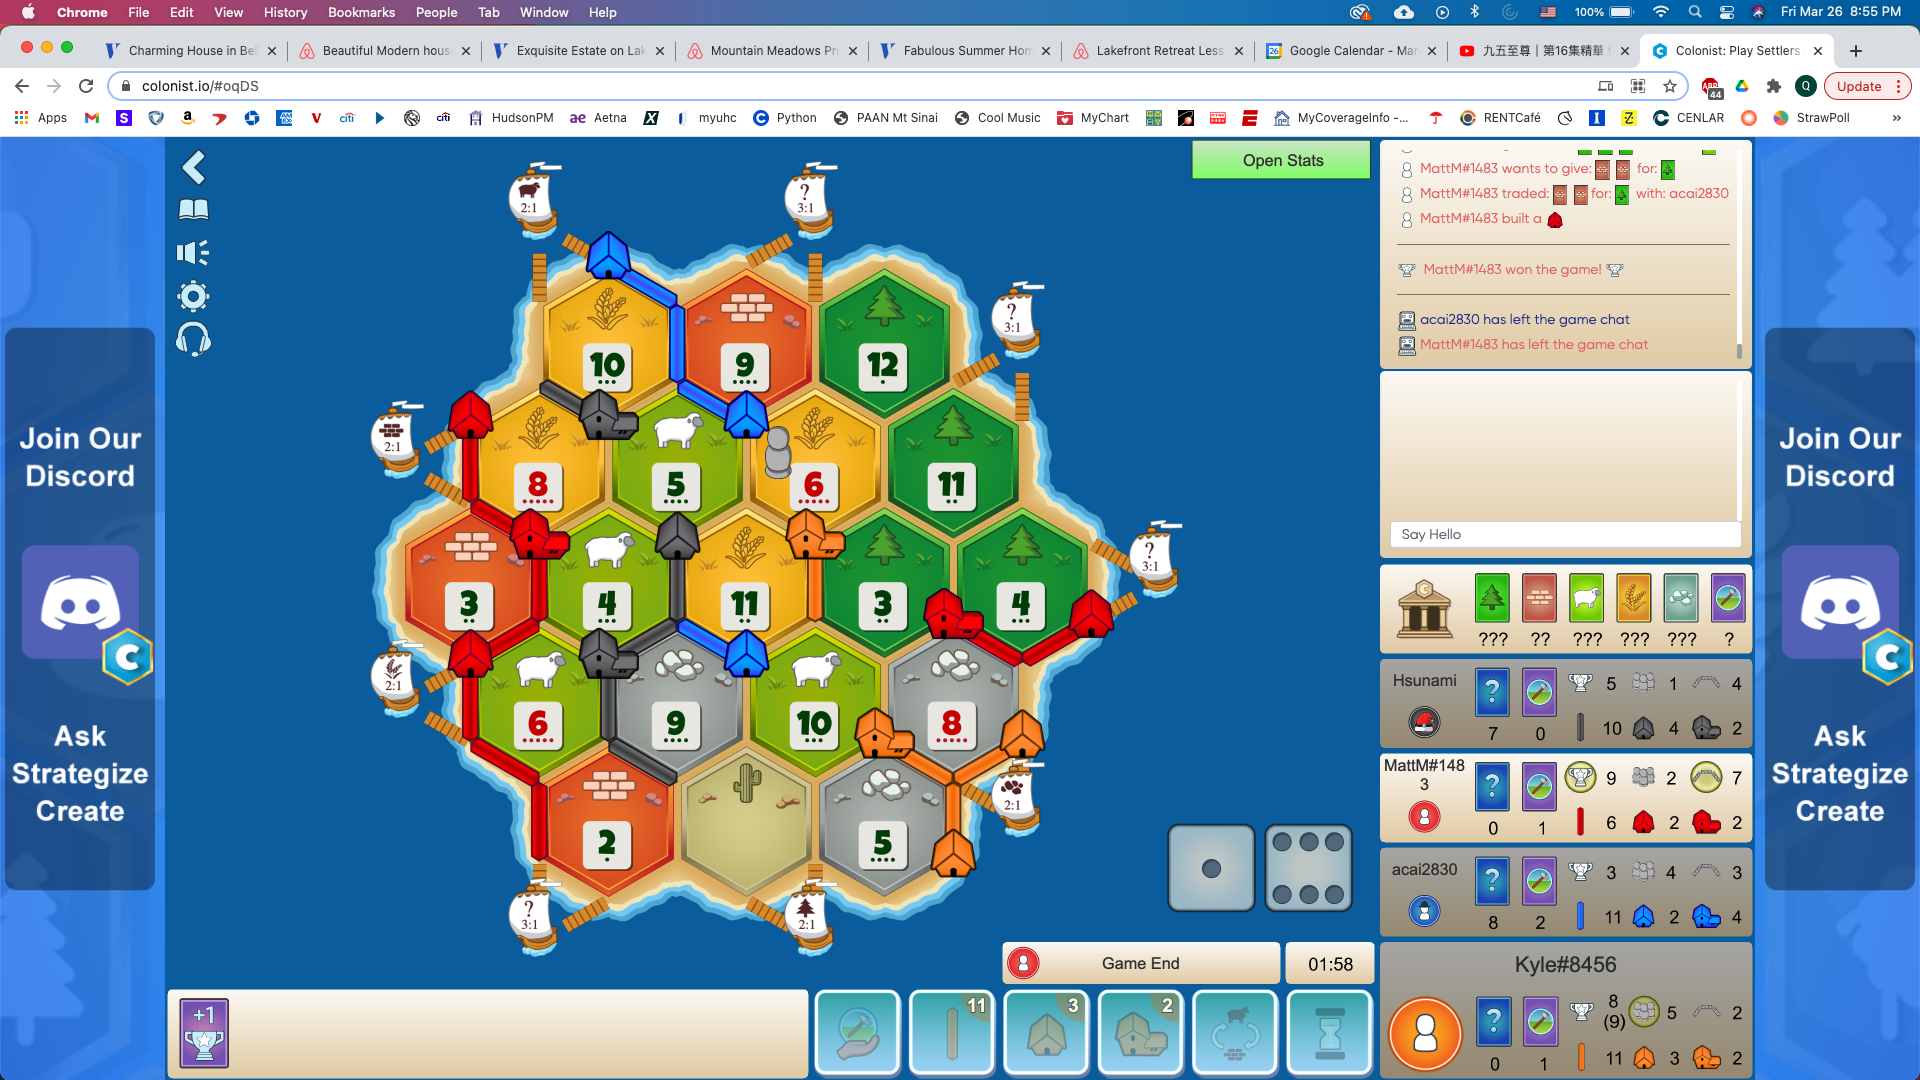 Chrome File Edit View History Bookmarks People Tab Window Help
100%
Fri Mar 26 8:55 PM
Charming House in Bel
Beautiful Modern hous
Exquisite Estate on Lak
Mountain Meadows Pri
Fabulous Summer Hom
Lakefront Retreat Less
26
Google Calendar - Mar
九五至尊丨第16集精華
Colonist: Play Settlers
colonist.io/#oqDS
ABP
44
Q
Update
Apps
HudsonPM
Aetna
myuhc
Python
PAAN Mt Sinai
Cool Music
MyChart
MyCoverageInfo -...
RENTCafé
CENLAR
StrawPoll
»
Open Stats
MattM#1483 wants to give: for:
MattM#1483 traded: for: with: acai2830
MattM#1483 built a
MattM#1483 won the game!
acai2830 has left the game chat
MattM#1483 has left the game chat
Say Hello
Join Our
Discord
Ask
Strategize
Create
Join Our
Discord
Ask
Strategize
Create
2:1
?
3:1
?
3:1
2:1
?
3:1
2:1
2:1
?
3:1
2:1
10
9
12
8
5
6
11
3
4
11
3
4
6
9
10
8
2
5
??? ?? ??? ??? ??? ?
Hsunami
? 5 1 4
7 0 10 4 2
MattM#148
3
? 9 2 7
0 1 6 2 2
acai2830
? 3 4 3
8 2 11 2 4
Kyle#8456
? 8 (9) 5 2
0 1 11 3 2
Game End
01:58
+1
11
3
2